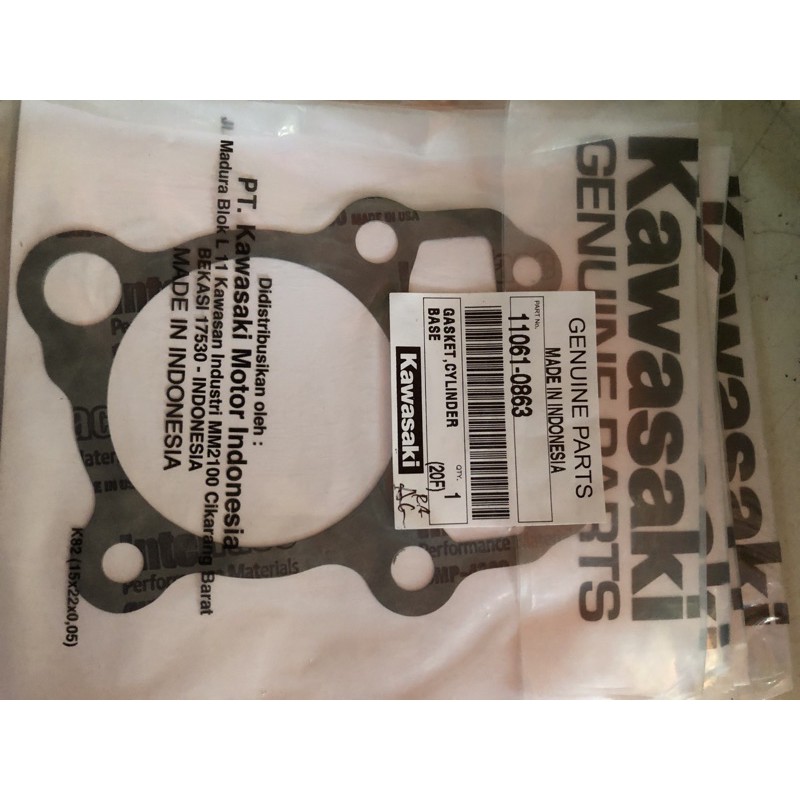 Kawasaki
GENUINE PARTS
Kawasaki
Kawasaki
GENUINE PARTS
MADE IN INDONESIA
PART No.
11061-0863
QTY.
1
GASKET,CYLINDER
BASE
(20F)
Kawasaki
Didistribusikan oleh :
PT. Kawasaki Motor Indonesia
Jl. Madura Blok L 11 Kawasan Industri MM2100 Cikarang Barat
BEKASI 17530 - INDONESIA
MADE IN INDONESIA
K82 (15x22x0,05)
MADE IN USA
Performance
Materials